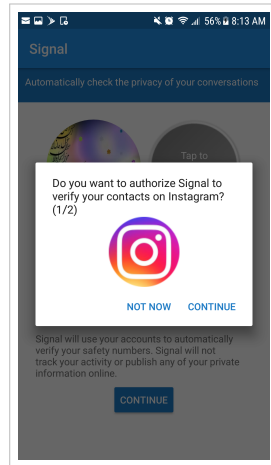 56% 8:13 AM
Signal
Automatically check the privacy of your conversations
Tap to
Do you want to authorize Signal to
verify your contacts on Instagram?
(1/2)
NOT NOW CONTINUE
Signal will use your accounts to automatically
verify your safety numbers. Signal will not
track your activity or publish any of your private
information online.
CONTINUE